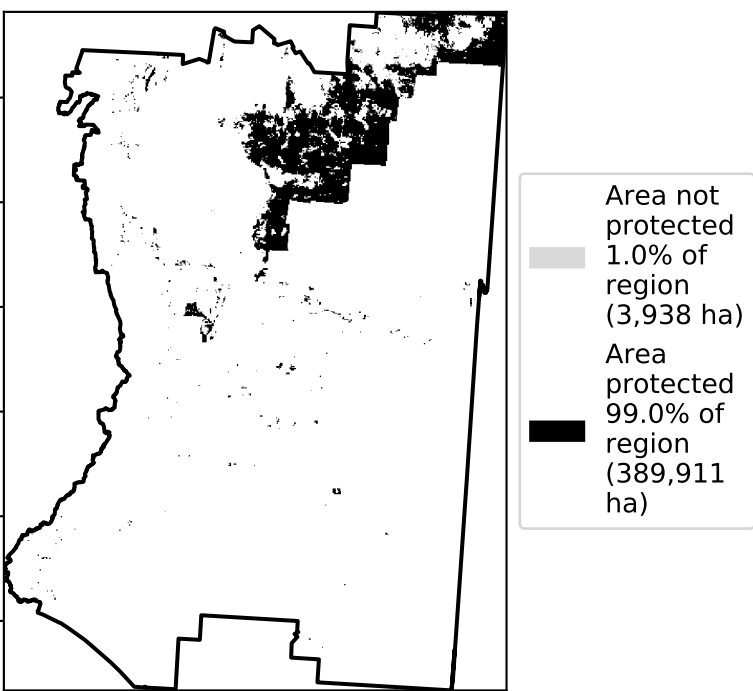 Area not
protected
1.0% of
region
(3,938 ha)
Area
protected
99.0% of
region
(389,911
ha)